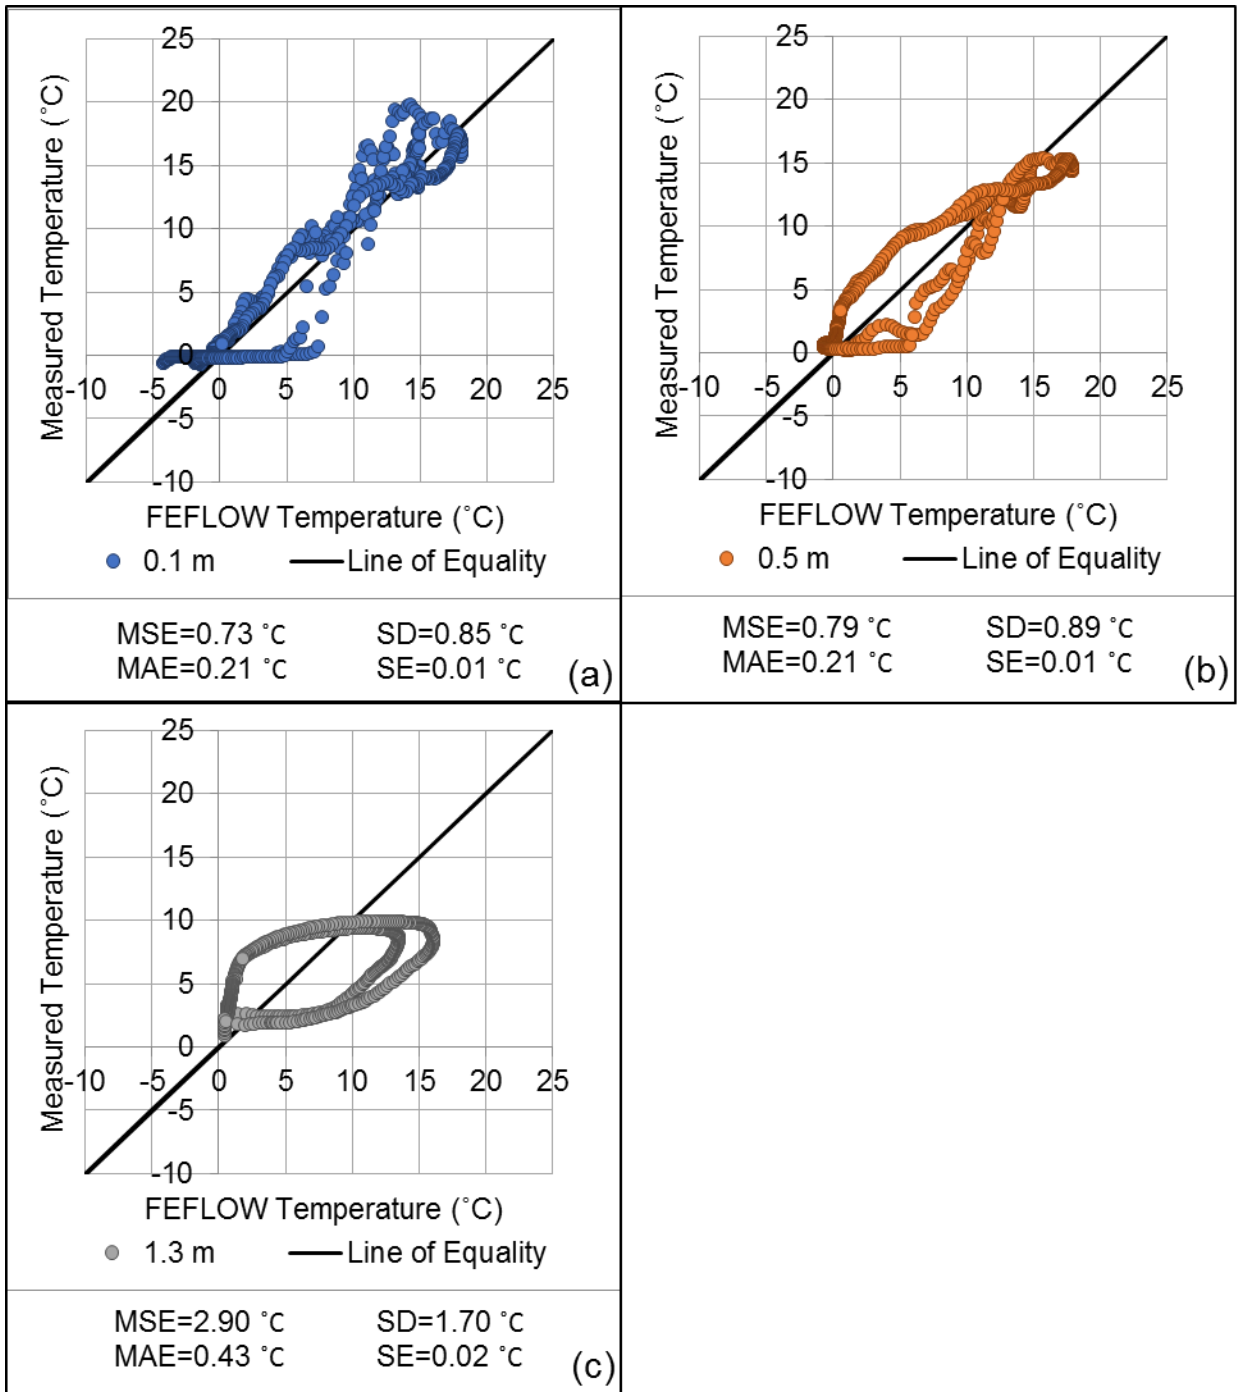 25
20
15
10
5
0
-10 -5 0 5 10 15 20 25
-5
-10
Measured Temperature (˚C)
FEFLOW Temperature (˚C)
0.1 m Line of Equality
MSE=0.73 ˚C SD=0.85 ˚C
MAE=0.21 ˚C SE=0.01 ˚C
(a)
25
20
15
10
5
0
-10 -5 0 5 10 15 20 25
-5
-10
Measured Temperature (˚C)
FEFLOW Temperature (˚C)
0.5 m Line of Equality
MSE=0.79 ˚C SD=0.89 ˚C
MAE=0.21 ˚C SE=0.01 ˚C
(b)
25
20
15
10
5
0
-10 -5 0 5 10 15 20 25
-5
-10
Measured Temperature (˚C)
FEFLOW Temperature (˚C)
1.3 m Line of Equality
MSE=2.90 ˚C SD=1.70 ˚C
MAE=0.43 ˚C SE=0.02 ˚C
(c)